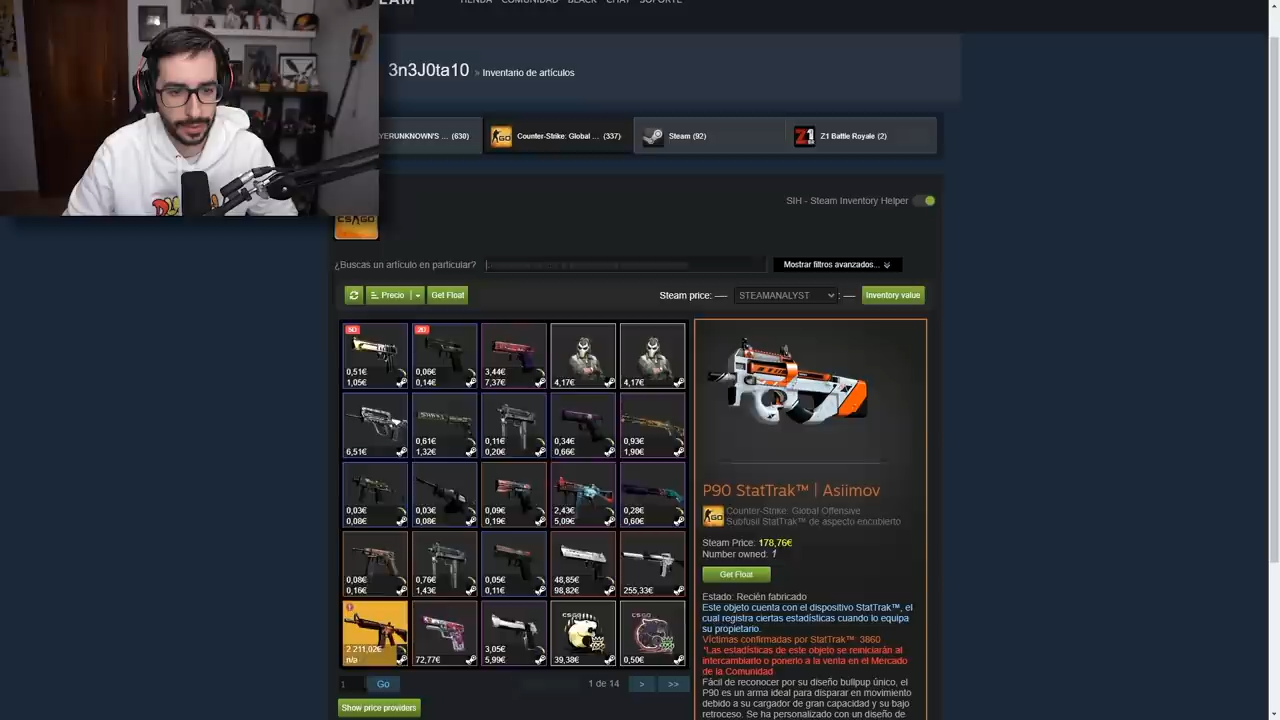 TIENDA COMUNIDAD BLACK CHAT SOPORTE
3n3J0ta10 » Inventario de artículos
YERUNKNOWN'S ... (630)
Counter-Strike: Global ... (337)
Steam (92)
Z1 Battle Royale (2)
SIH - Steam Inventory Helper
CS GO
¿Buscas un artículo en particular?
Mostrar filtros avanzados...
Precio
Get Float
Steam price: —
STEAMANALYST
: —
Inventory value
50
0,51€
1,05€
20
0,06€
0,14€
3,44€
7,37€
4,17€
4,17€
6,51€
0,61€
1,32€
0,11€
0,20€
0,34€
0,66€
0,93€
1,90€
0,03€
0,08€
0,03€
0,08€
0,09€
0,19€
2,43€
5,09€
0,28€
0,60€
0,08€
0,16€
0,76€
1,43€
0,05€
0,11€
48,85€
98,82€
255,33€
2 211,02€
n/a
72,77€
3,05€
5,99€
39,38€
0,50€
1
Go
1 de 14
>
>>
Show price providers
P90 StatTrak™ | Asiimov
Counter-Strike: Global Offensive
Subfusil StatTrak™ de aspecto encubierto
Steam Price: 178,76€
Number owned: 1
Get Float
Estado: Recién fabricado
Este objeto cuenta con el dispositivo StatTrak™, el
cual registra ciertas estadísticas cuando lo equipa
su propietario.
Víctimas confirmadas por StatTrak™: 3860
*Las estadísticas de este objeto se reiniciarán al
intercambiarlo o ponerlo a la venta en el Mercado
de la Comunidad
Fácil de reconocer por su diseño bullpup único, el
P90 es un arma ideal para disparar en movimiento
debido a su cargador de gran capacidad y su bajo
retroceso. Se ha personalizado con un diseño de